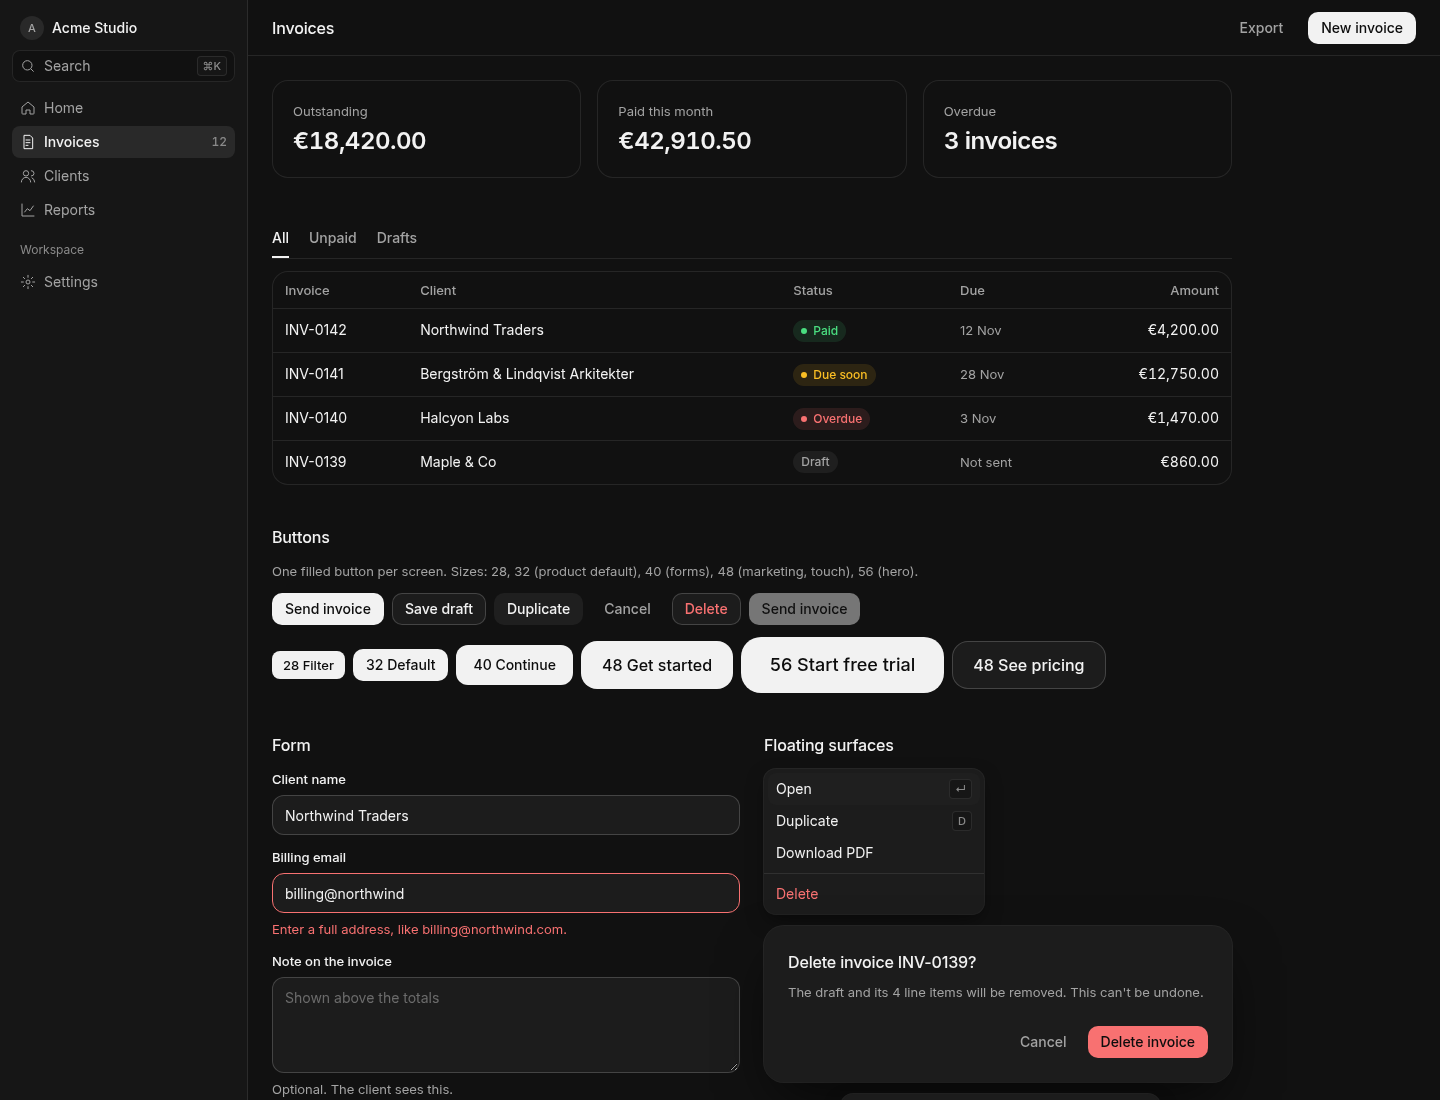 A Acme Studio
Search ⌘K
Home
Invoices 12
Clients
Reports
Workspace
Settings
Invoices
Export
New invoice
Outstanding
€18,420.00
Paid this month
€42,910.50
Overdue
3 invoices
All Unpaid Drafts
Invoice Client Status Due Amount
INV-0142 Northwind Traders Paid 12 Nov €4,200.00
INV-0141 Bergström & Lindqvist Arkitekter Due soon 28 Nov €12,750.00
INV-0140 Halcyon Labs Overdue 3 Nov €1,470.00
INV-0139 Maple & Co Draft Not sent €860.00
Buttons
One filled button per screen. Sizes: 28, 32 (product default), 40 (forms), 48 (marketing, touch), 56 (hero).
Send invoice Save draft Duplicate Cancel Delete Send invoice
28 Filter 32 Default 40 Continue 48 Get started 56 Start free trial 48 See pricing
Form
Client name
Northwind Traders
Billing email
billing@northwind
Enter a full address, like billing@northwind.com.
Note on the invoice
Shown above the totals
Optional. The client sees this.
Floating surfaces
Open ↵
Duplicate D
Download PDF
Delete
Delete invoice INV-0139?
The draft and its 4 line items will be removed. This can't be undone.
Cancel Delete invoice